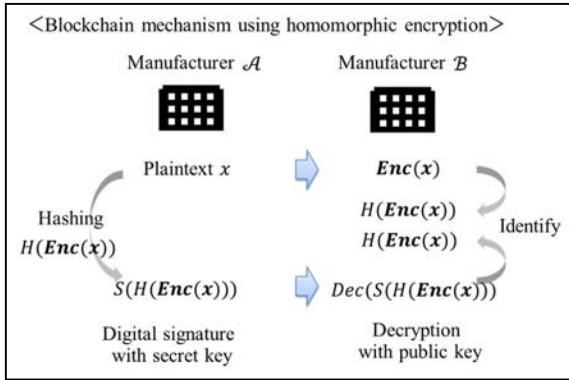 <Blockchain mechanism using homomorphic encryption>
Manufacturer 𝒜 Manufacturer ℬ
Plaintext x Enc(x)
Hashing
H(Enc(x))
H(Enc(x))
H(Enc(x))
Identify
S(H(Enc(x))) Dec(S(H(Enc(x)))
Digital signature
with secret key
Decryption
with public key